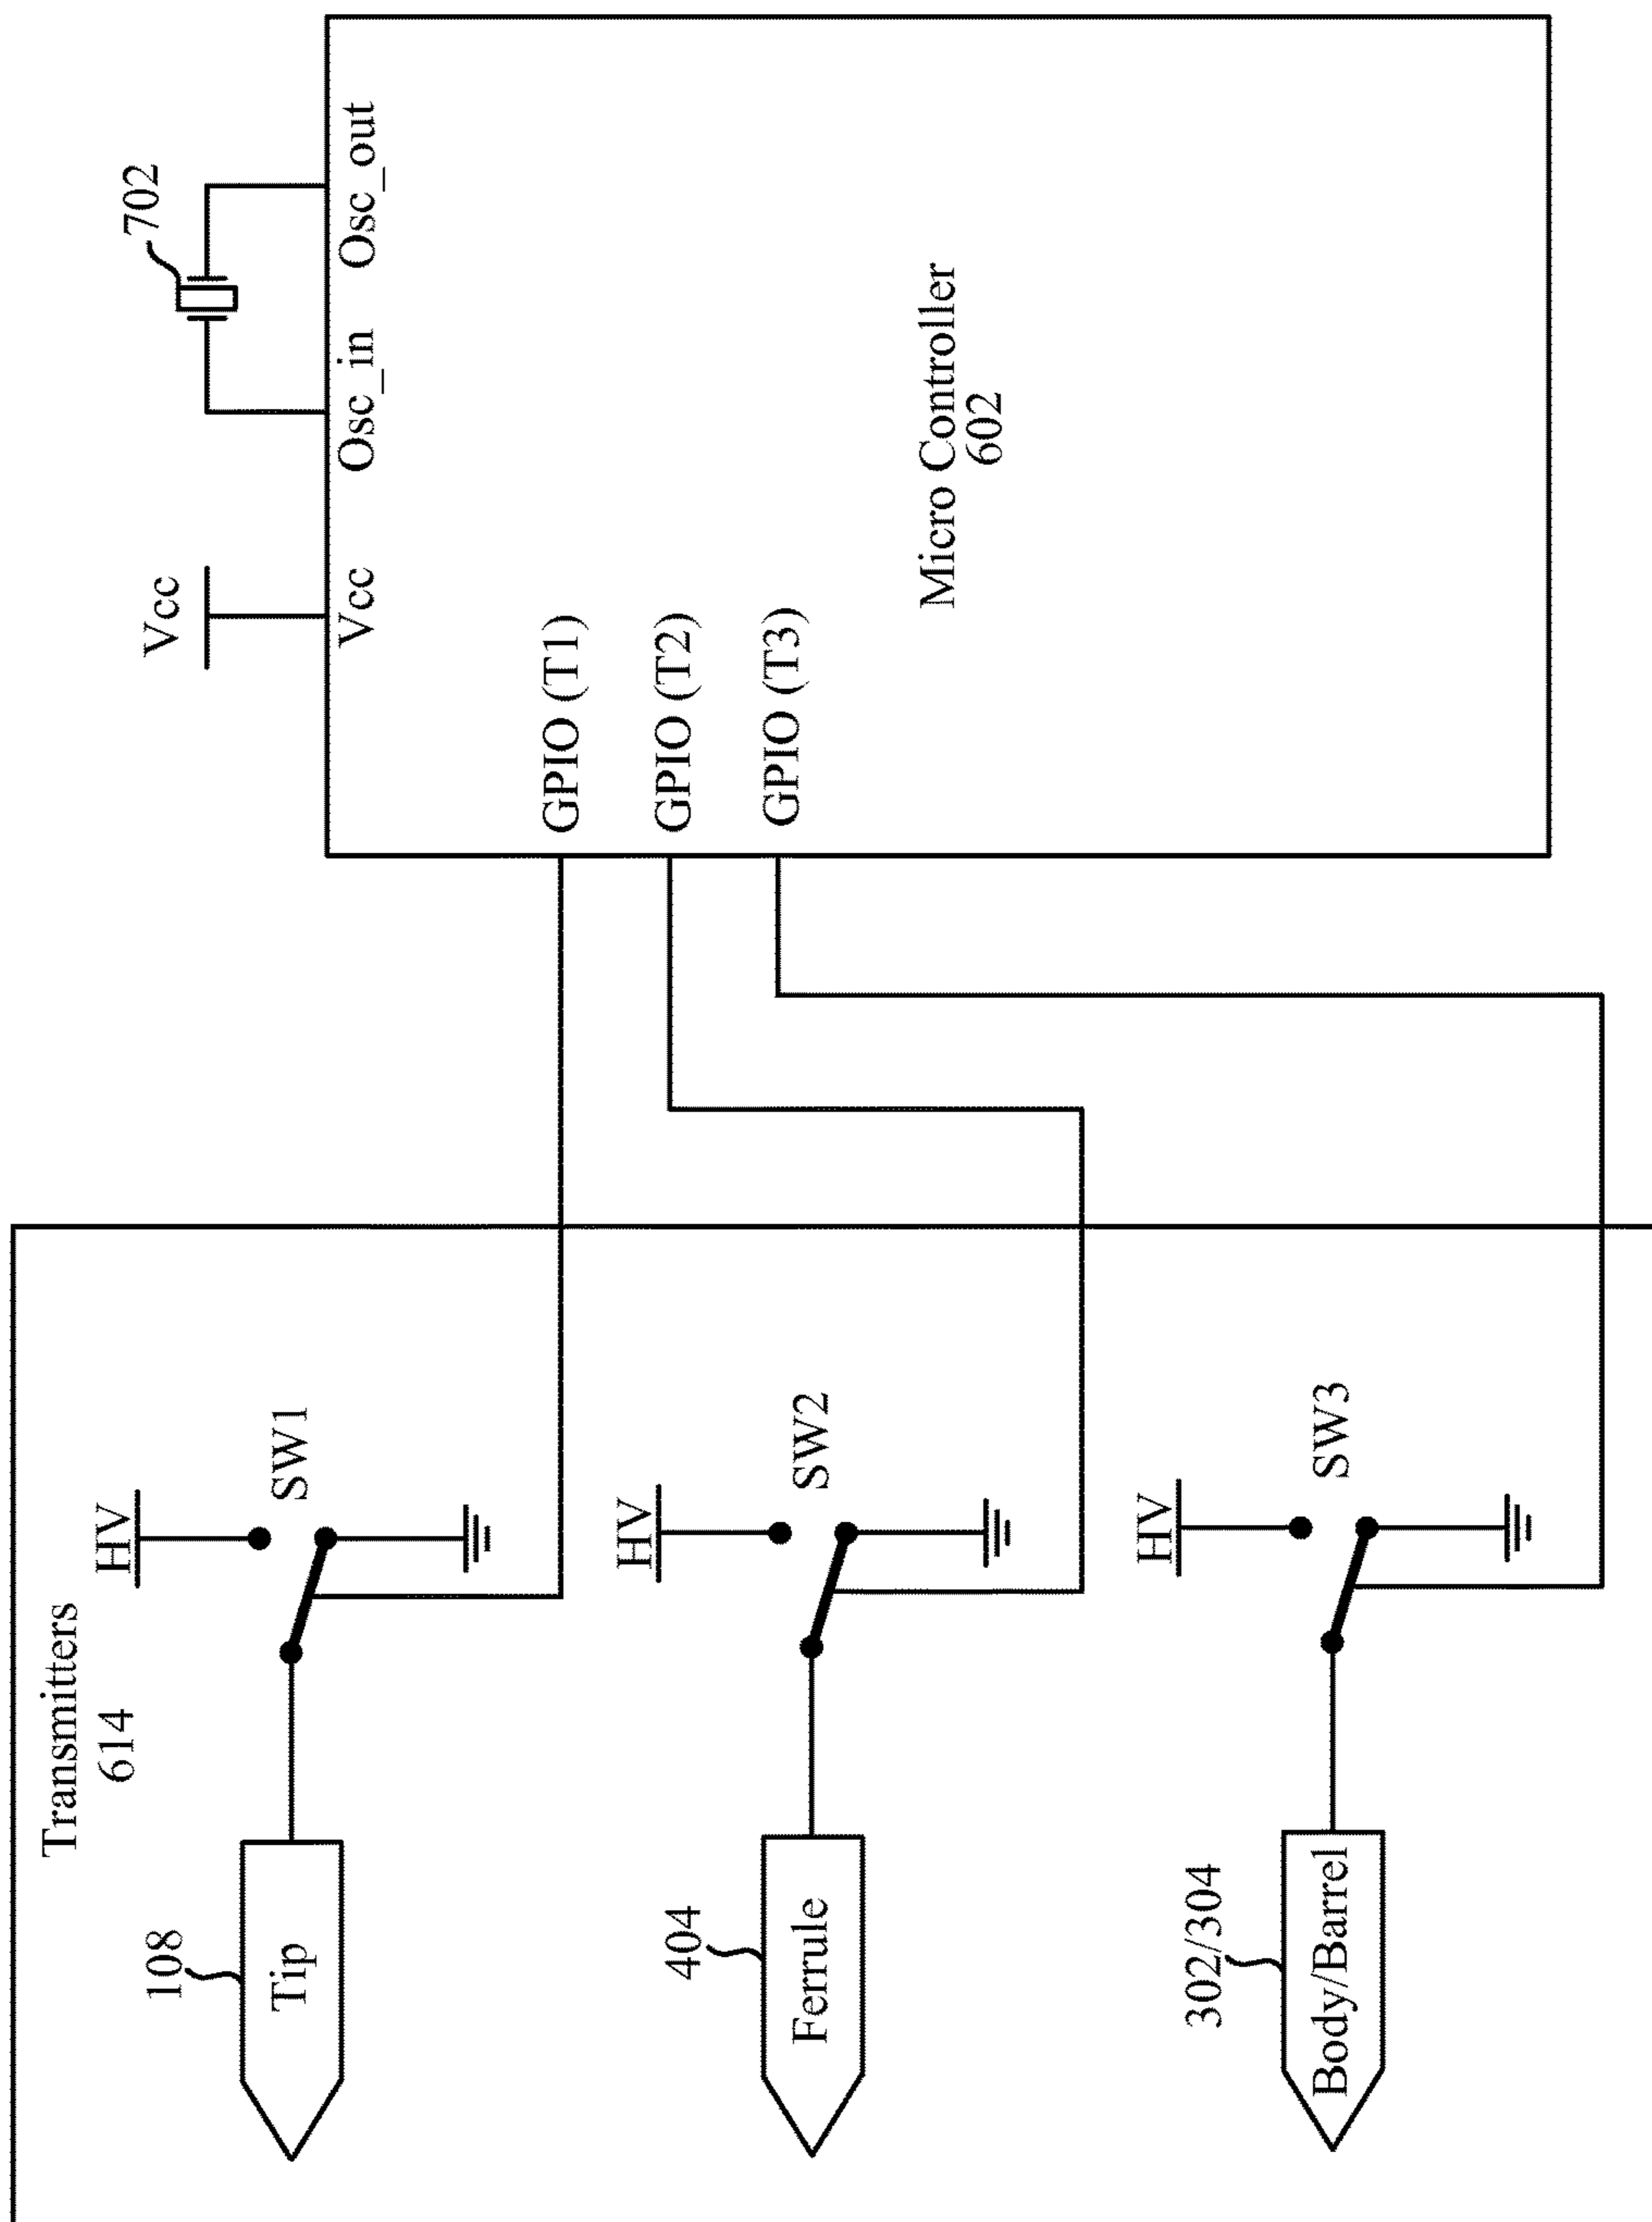 Transmitters
614
108
Tip
HV
SW1
404
Ferrule
HV
SW2
302/304
Body/Barrel
HV
SW3
Vcc
702
Vcc
Osc_in
Osc_out
GPIO (T1)
GPIO (T2)
GPIO (T3)
Micro Controller
602